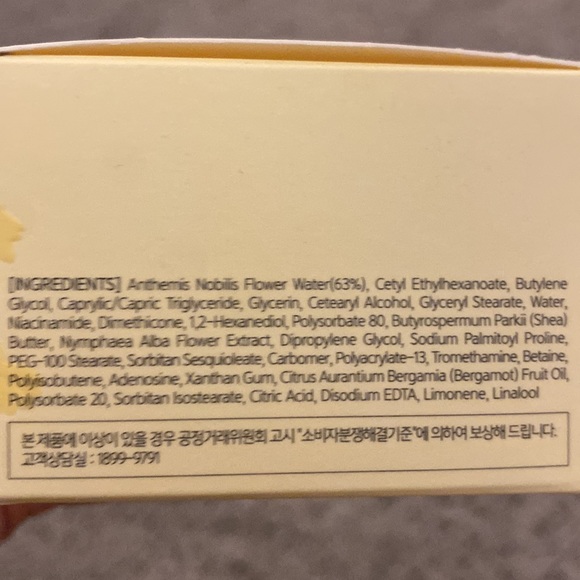 [INGREDIENTS] Anthemis Nobilis Flower Water(63%), Cetyl Ethylhexanoate, Butylene
Glycol, Caprylic/Capric Triglyceride, Glycerin, Cetearyl Alcohol, Glyceryl Stearate, Water,
Niacinamide, Dimethicone, 1,2-Hexanediol, Polysorbate 80, Butyrospermum Parkii (Shea)
Butter, Nymphaea Alba Flower Extract, Dipropylene Glycol, Sodium Palmitoyl Proline,
PEG-100 Stearate, Sorbitan Sesquioleate, Carbomer, Polyacrylate-13, Tromethamine, Betaine,
Polyisobutene, Adenosine, Xanthan Gum, Citrus Aurantium Bergamia (Bergamot) Fruit Oil,
Polysorbate 20, Sorbitan Isostearate, Citric Acid, Disodium EDTA, Limonene, Linalool
본 제품에 이상이 있을 경우 공정거래위원회 고시 "소비자분쟁해결기준"에 의하여 보상해 드립니다.
고객상담실 : 1899-9791